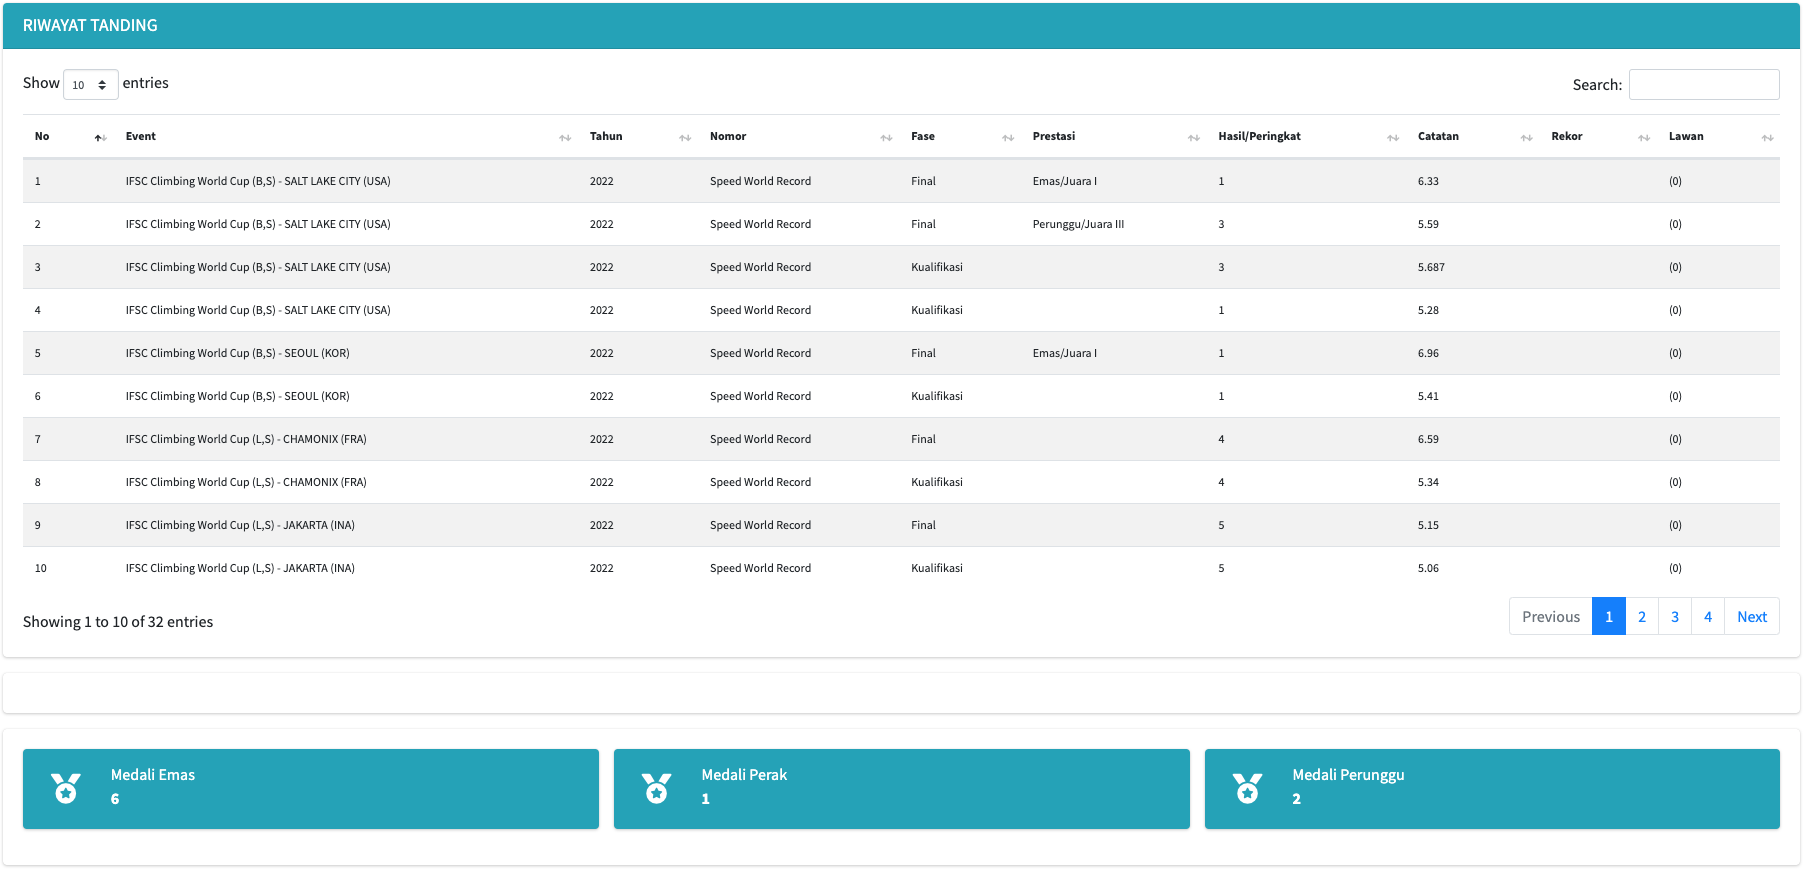 RIWAYAT TANDING
Show 10 entries Search:
No Event Tahun Nomor Fase Prestasi Hasil/Peringkat Catatan Rekor Lawan
1 IFSC Climbing World Cup (B,S) - SALT LAKE CITY (USA) 2022 Speed World Record Final Emas/Juara I 1 6.33 (0)
2 IFSC Climbing World Cup (B,S) - SALT LAKE CITY (USA) 2022 Speed World Record Final Perunggu/Juara III 3 5.59 (0)
3 IFSC Climbing World Cup (B,S) - SALT LAKE CITY (USA) 2022 Speed World Record Kualifikasi 3 5.687 (0)
4 IFSC Climbing World Cup (B,S) - SALT LAKE CITY (USA) 2022 Speed World Record Kualifikasi 1 5.28 (0)
5 IFSC Climbing World Cup (B,S) - SEOUL (KOR) 2022 Speed World Record Final Emas/Juara I 1 6.96 (0)
6 IFSC Climbing World Cup (B,S) - SEOUL (KOR) 2022 Speed World Record Kualifikasi 1 5.41 (0)
7 IFSC Climbing World Cup (L,S) - CHAMONIX (FRA) 2022 Speed World Record Final 4 6.59 (0)
8 IFSC Climbing World Cup (L,S) - CHAMONIX (FRA) 2022 Speed World Record Kualifikasi 4 5.34 (0)
9 IFSC Climbing World Cup (L,S) - JAKARTA (INA) 2022 Speed World Record Final 5 5.15 (0)
10 IFSC Climbing World Cup (L,S) - JAKARTA (INA) 2022 Speed World Record Kualifikasi 5 5.06 (0)
Showing 1 to 10 of 32 entries Previous 1 2 3 4 Next
Medali Emas Medali Perak Medali Perunggu
6 1 2